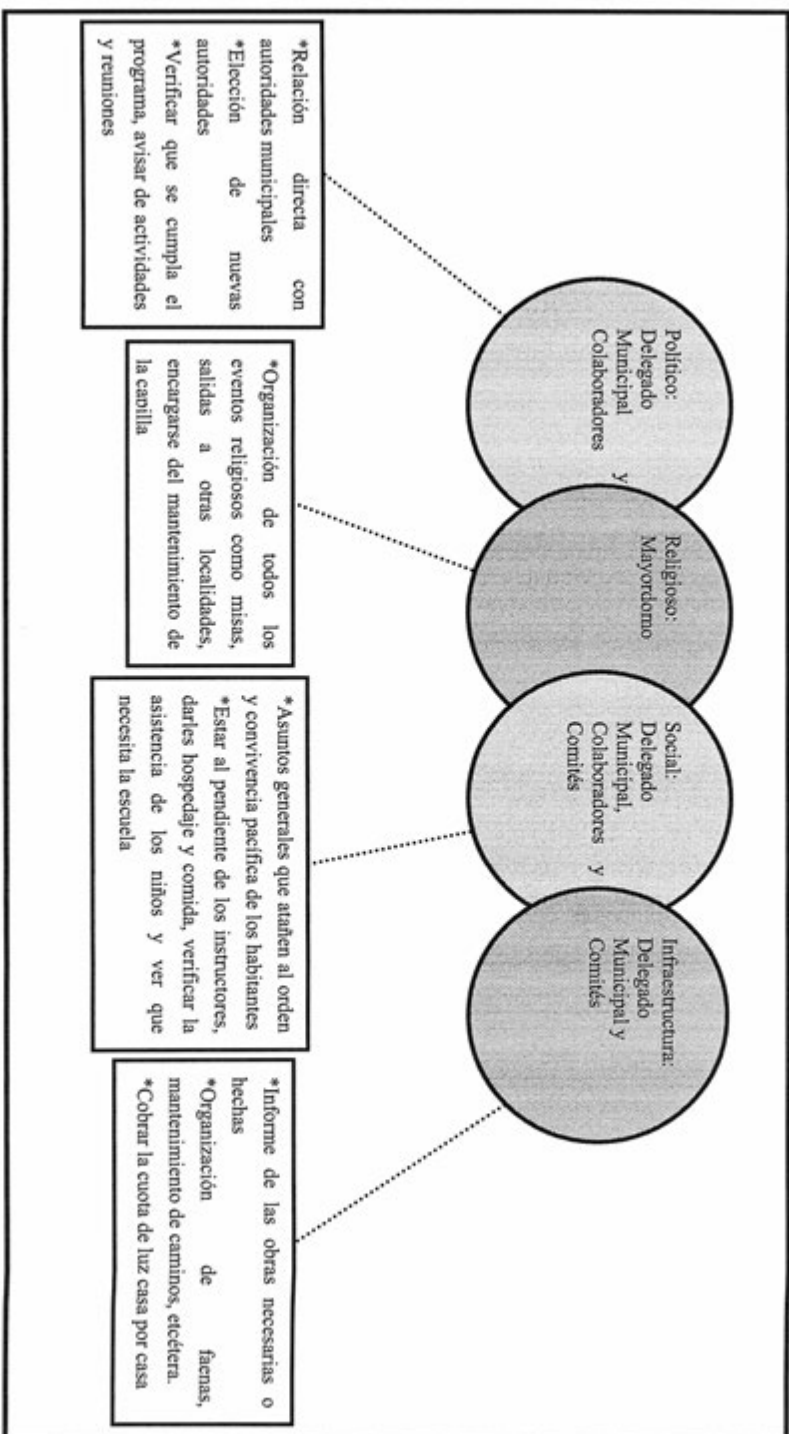 Político:
Delegado
Municipal y
Colaboradores
Religioso:
Mayordomo
Social:
Delegado
Municipal,
Colaboradores y
Comités
Infraestructura:
Delegado
Municipal y
Comités
*Relación directa con
autoridades municipales
*Elección de nuevas
autoridades
*Verificar que se cumpla el
programa, avisar de actividades
y reuniones
*Organización de todos los
eventos religiosos como misas,
salidas a otras localidades,
encargarse del mantenimiento de
la capilla
*Asuntos generales que atañen al orden
y convivencia pacífica de los habitantes
*Estar al pendiente de los instructores,
darles hospedaje y comida, verificar la
asistencia de los niños y ver que
necesita la escuela
*Informe de las obras necesarias o
hechas
*Organización de faenas,
mantenimiento de caminos, etcétera.
*Cobrar la cuota de luz casa por casa